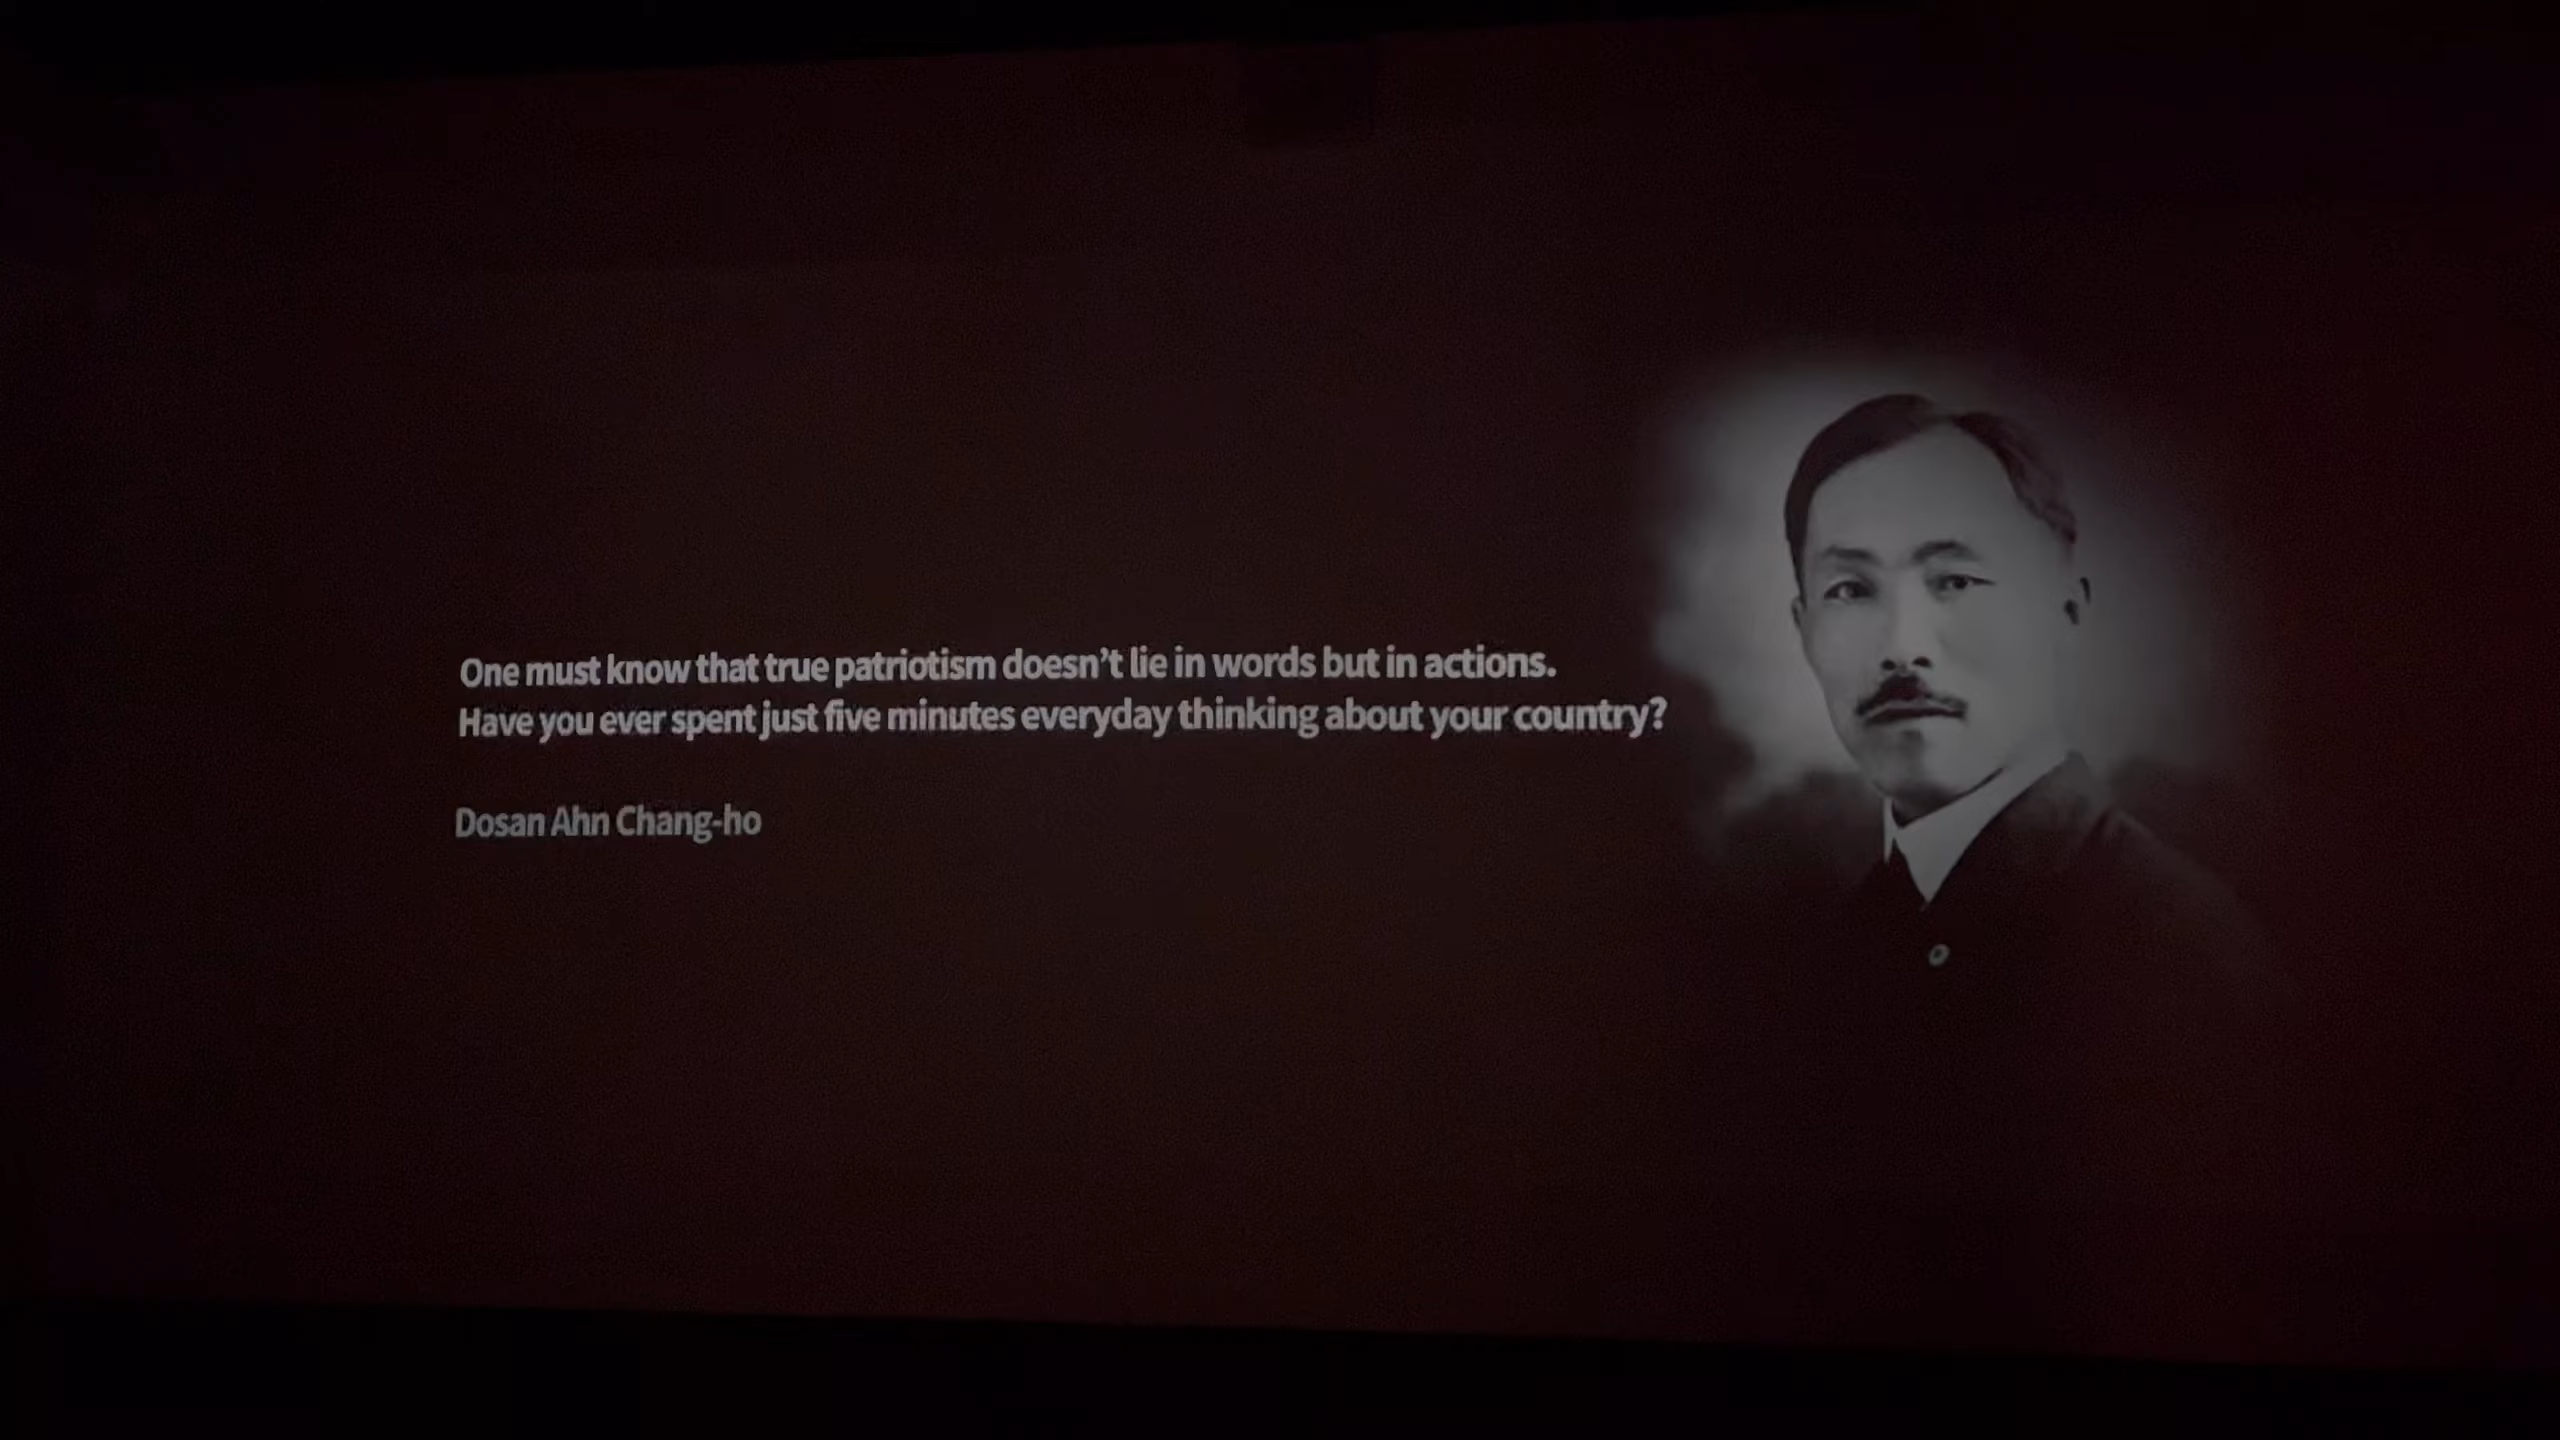 One must know that true patriotism doesn't lie in words but in actions.
Have you ever spent just five minutes everyday thinking about your country?
Dosan Ahn Chang-ho